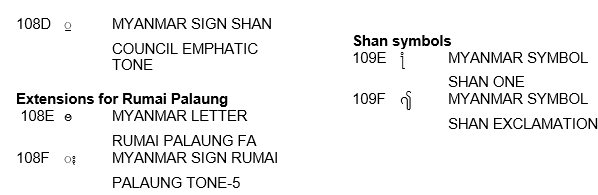 108D ◌ႍ MYANMAR SIGN SHAN
COUNCIL EMPHATIC
TONE
Extensions for Rumai Palaung
108E ႎ MYANMAR LETTER
RUMAI PALAUNG FA
108F ◌ႏ MYANMAR SIGN RUMAI
PALAUNG TONE-5
Shan symbols
109E ႞ MYANMAR SYMBOL
SHAN ONE
109F ႟ MYANMAR SYMBOL
SHAN EXCLAMATION